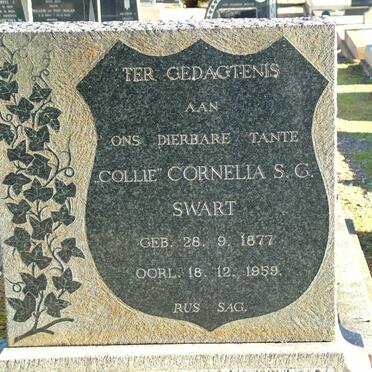 TER GEDAGTENIS
AAN
ONS DIERBARE TANTE
„COLLIE" CORNELIA S. G.
SWART
GEB. 28. 9. 1877
OORL. 18. 12. 1959.
RUS SAG.